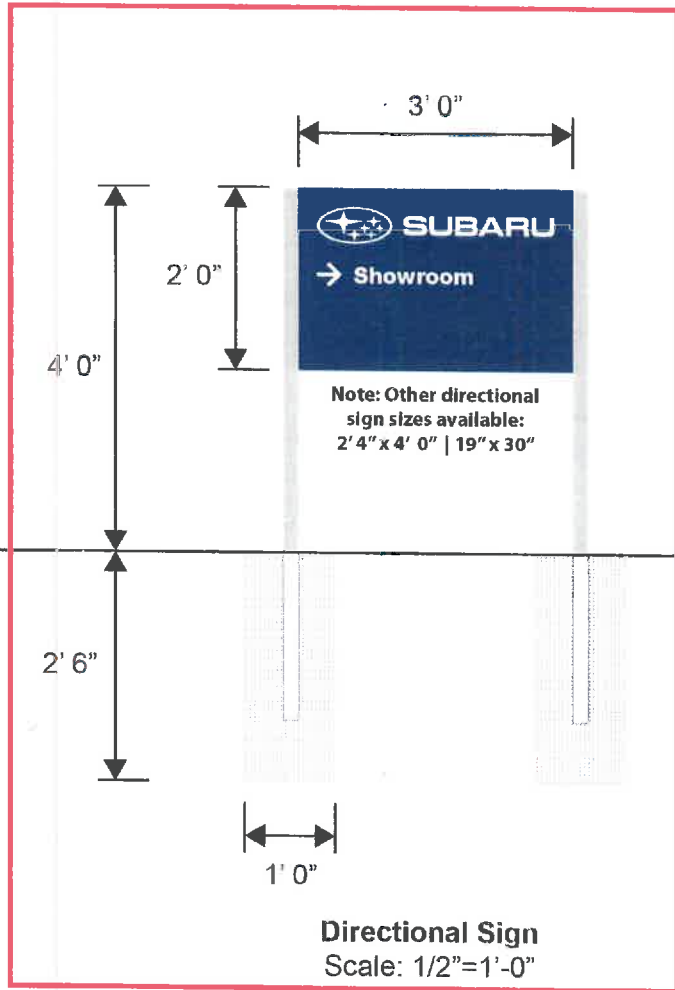 3' 0"
SUBARU
2' 0"
→ Showroom
4' 0"
Note: Other directional
sign sizes available:
2' 4" x 4' 0" | 19" x 30"
2' 6"
1' 0"
Directional Sign
Scale: 1/2"=1'-0"